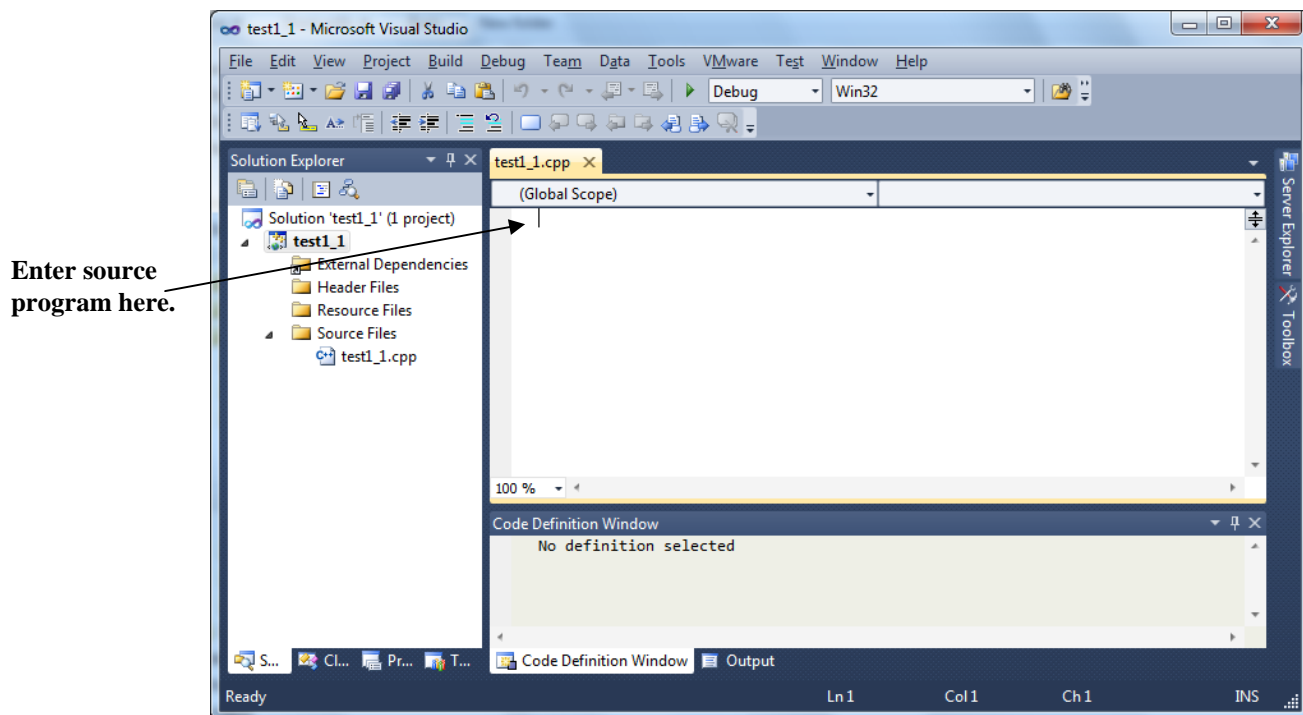 test1_1 - Microsoft Visual Studio
File Edit View Project Build Debug Team Data Tools VMware Test Window Help
Debug Win32
Solution Explorer
test1_1.cpp
(Global Scope)
Solution 'test1_1' (1 project)
test1_1
External Dependencies
Header Files
Resource Files
Source Files
test1_1.cpp
Enter source
program here.
100 %
Code Definition Window
No definition selected
S... Cl... Pr... T...
Code Definition Window Output
Server Explorer
Toolbox
Ready Ln 1 Col 1 Ch 1 INS